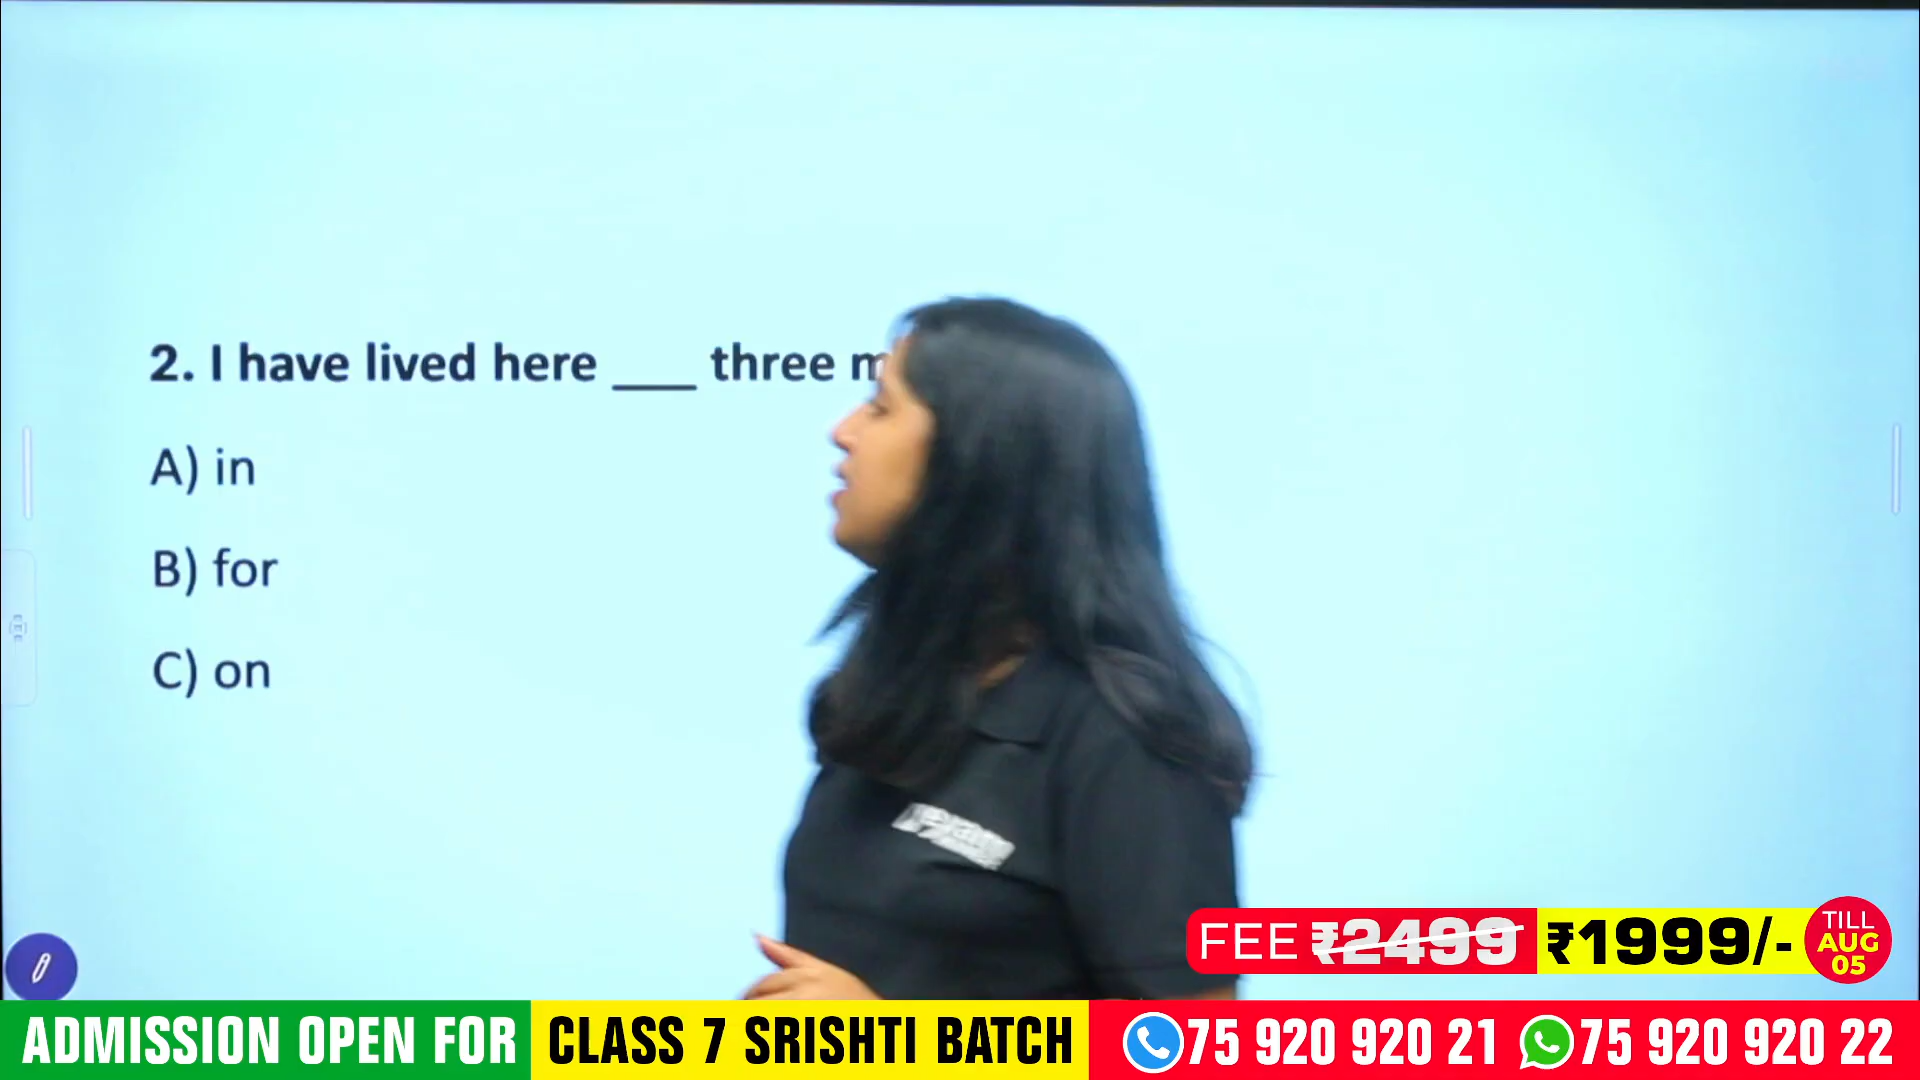 2. I have lived here ____ three
A) in
B) for
C) on
FEE ₹2499 ₹1999/-
TILL
AUG
05
ADMISSION OPEN FOR CLASS 7 SRISHTI BATCH 75 920 920 21 75 920 920 22